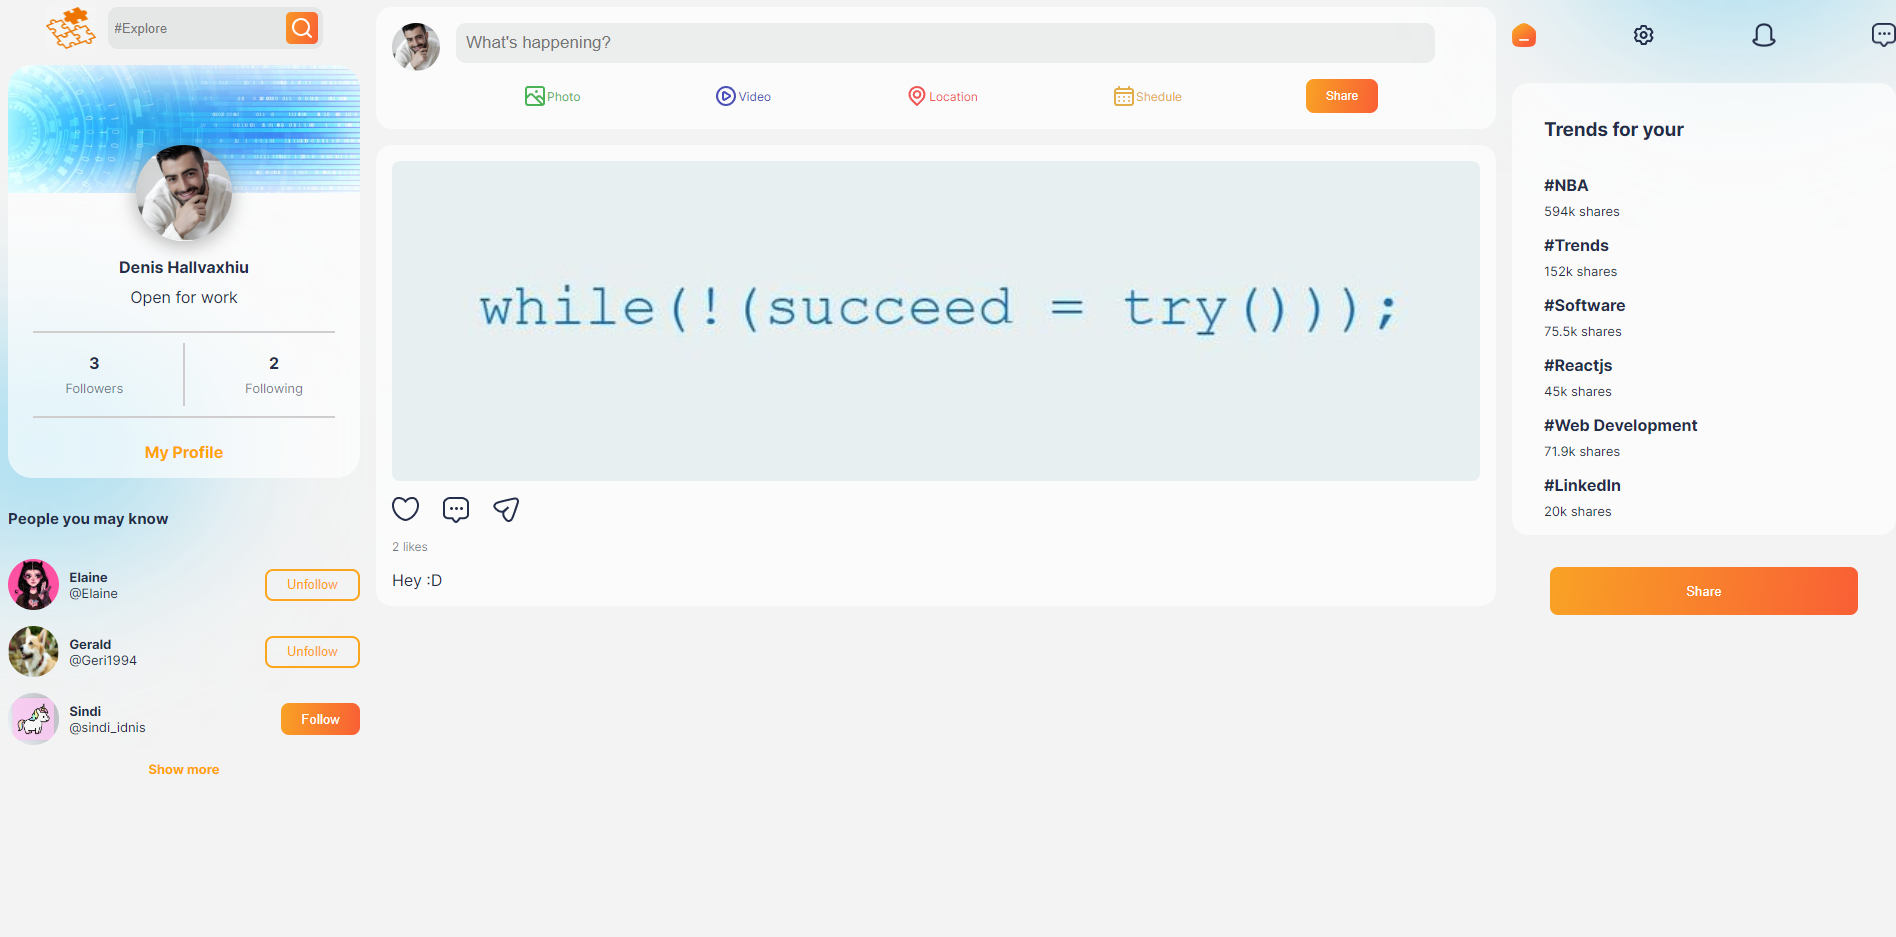 #Explore
Denis Hallvaxhiu
Open for work
3
Followers
2
Following
My Profile
People you may know
Elaine
@Elaine
Unfollow
Gerald
@Geri1994
Unfollow
Sindi
@sindi_idnis
Follow
Show more
What's happening?
Photo
Video
Location
Shedule
Share
while(!(succeed = try()));
2 likes
Hey :D
Trends for your
#NBA
594k shares
#Trends
152k shares
#Software
75.5k shares
#Reactjs
45k shares
#Web Development
71.9k shares
#LinkedIn
20k shares
Share